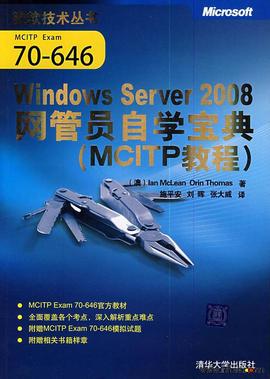 微软技术丛书
Microsoft
MCITP Exam
70-646
Windows Server 2008
网管员自学宝典
(MCITP教程)
(澳) Ian McLean Orin Thomas 著
施平安 刘晖 张大威 译
MCITP Exam 70-646官方教材
全面覆盖各个考点，深入解析重点难点
附赠MCITP Exam 70-646模拟试题
附赠相关书籍样章
清华大学出版社